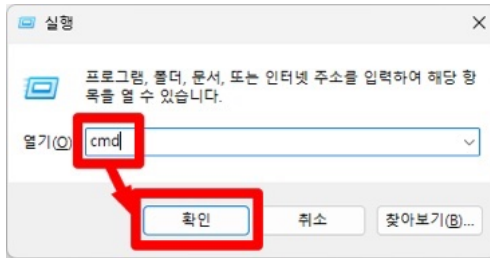 실행
프로그램, 폴더, 문서, 또는 인터넷 주소를 입력하여 해당 항
목을 열 수 있습니다.
열기(O)
cmd
확인
취소
찾아보기(B)...